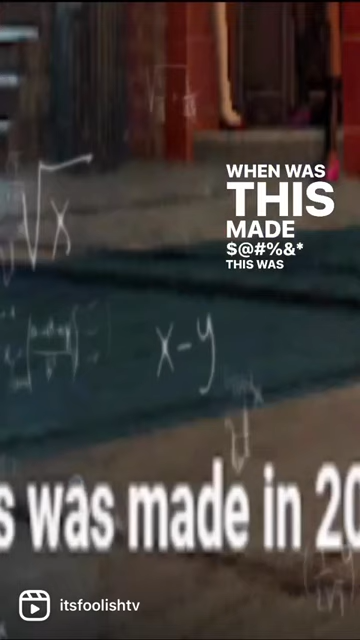 √x
WHEN WAS
THIS
MADE
$@#%&*
THIS WAS
x-y
s was made in 20
itsfoolishtv